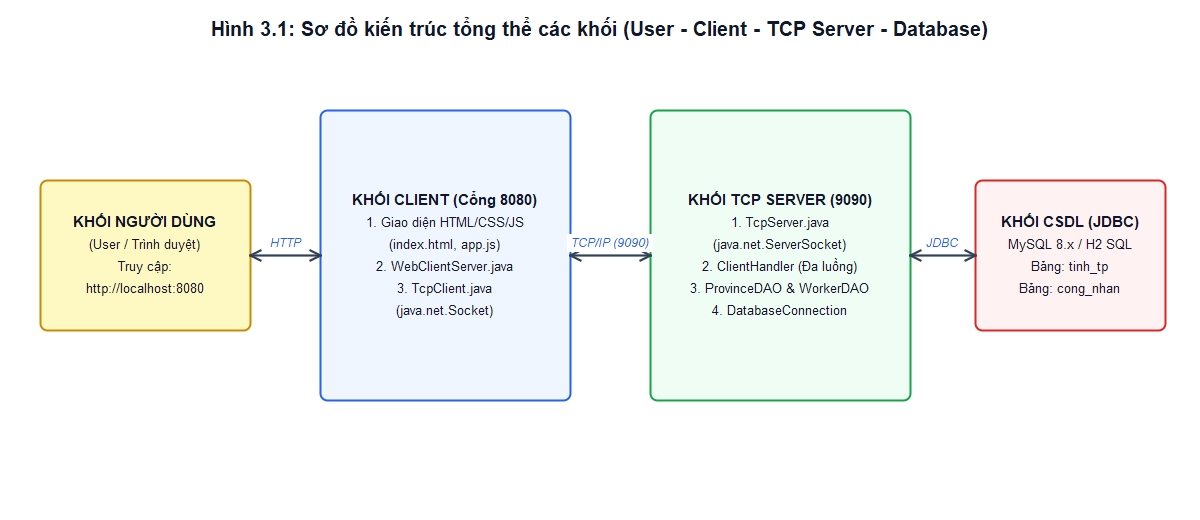 Hình 3.1: Sơ đồ kiến trúc tổng thể các khối (User - Client - TCP Server - Database)
KHỐI NGƯỜI DÙNG
(User / Trình duyệt)
Truy cập:
http://localhost:8080
HTTP
KHỐI CLIENT (Cổng 8080)
1. Giao diện HTML/CSS/JS
(index.html, app.js)
2. WebClientServer.java
3. TcpClient.java
(java.net.Socket)
TCP/IP (9090)
KHỐI TCP SERVER (9090)
1. TcpServer.java
(java.net.ServerSocket)
2. ClientHandler (Đa luồng)
3. ProvinceDAO & WorkerDAO
4. DatabaseConnection
JDBC
KHỐI CSDL (JDBC)
MySQL 8.x / H2 SQL
Bảng: tinh_tp
Bảng: cong_nhan